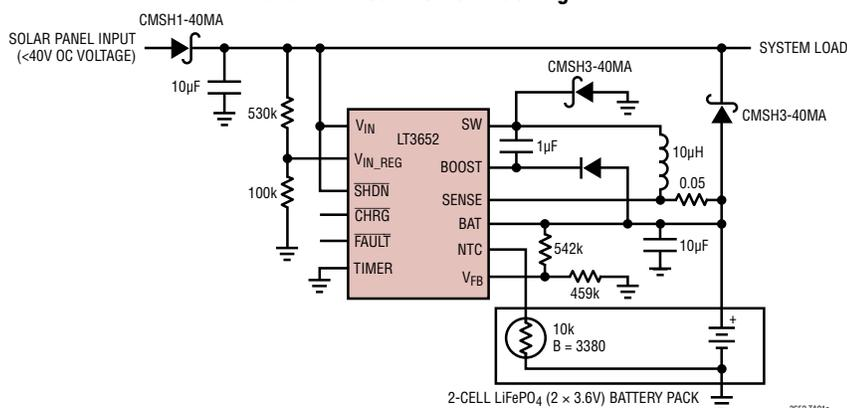 CMSH1-40MA
SOLAR PANEL INPUT
(<40V OC VOLTAGE)
SYSTEM LOAD
10µF
530k
100k
CMSH3-40MA
CMSH3-40MA
LT3652
VIN
VIN_REG
SHDN
CHRG
FAULT
TIMER
SW
BOOST
SENSE
BAT
NTC
VFB
1µF
10µH
0.05
542k
10µF
459k
10k
B = 3380
+
2-CELL LiFePO4 (2 × 3.6V) BATTERY PACK